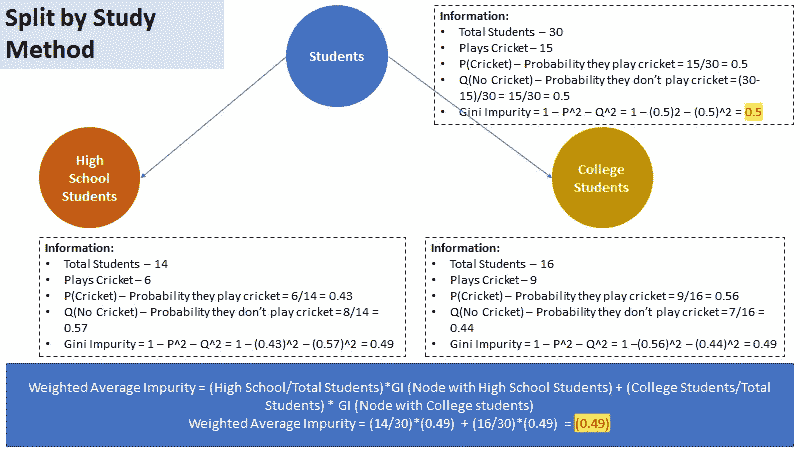 Split by Study
Method
Students
Information:
• Total Students – 30
• Plays Cricket – 15
• P(Cricket) – Probability they play cricket = 15/30 = 0.5
• Q(No Cricket) – Probability they don't play cricket = (30-
15)/30 = 15/30 = 0.5
• Gini Impurity = 1 – P^2 – Q^2 = 1 – (0.5)2 – (0.5)^2 = 0.5
High
School
Students
College
Students
Information:
• Total Students – 14
• Plays Cricket – 6
• P(Cricket) – Probability they play cricket = 6/14 = 0.43
• Q(No Cricket) – Probability they don't play cricket = 8/14 =
0.57
• Gini Impurity = 1 – P^2 – Q^2 = 1 – (0.43)^2 – (0.57)^2 = 0.49
Information:
• Total Students – 16
• Plays Cricket – 9
• P(Cricket) – Probability they play cricket = 9/16 = 0.56
• Q(No Cricket) – Probability they don't play cricket = 7/16 =
0.44
• Gini Impurity = 1 – P^2 – Q^2 = 1 –(0.56)^2 – (0.44)^2 = 0.49
Weighted Average Impurity = (High School/Total Students)*GI (Node with High School Students) + (College Students/Total
Students) * GI (Node with College students)
Weighted Average Impurity = (14/30)*(0.49) + (16/30)*(0.49) = (0.49)